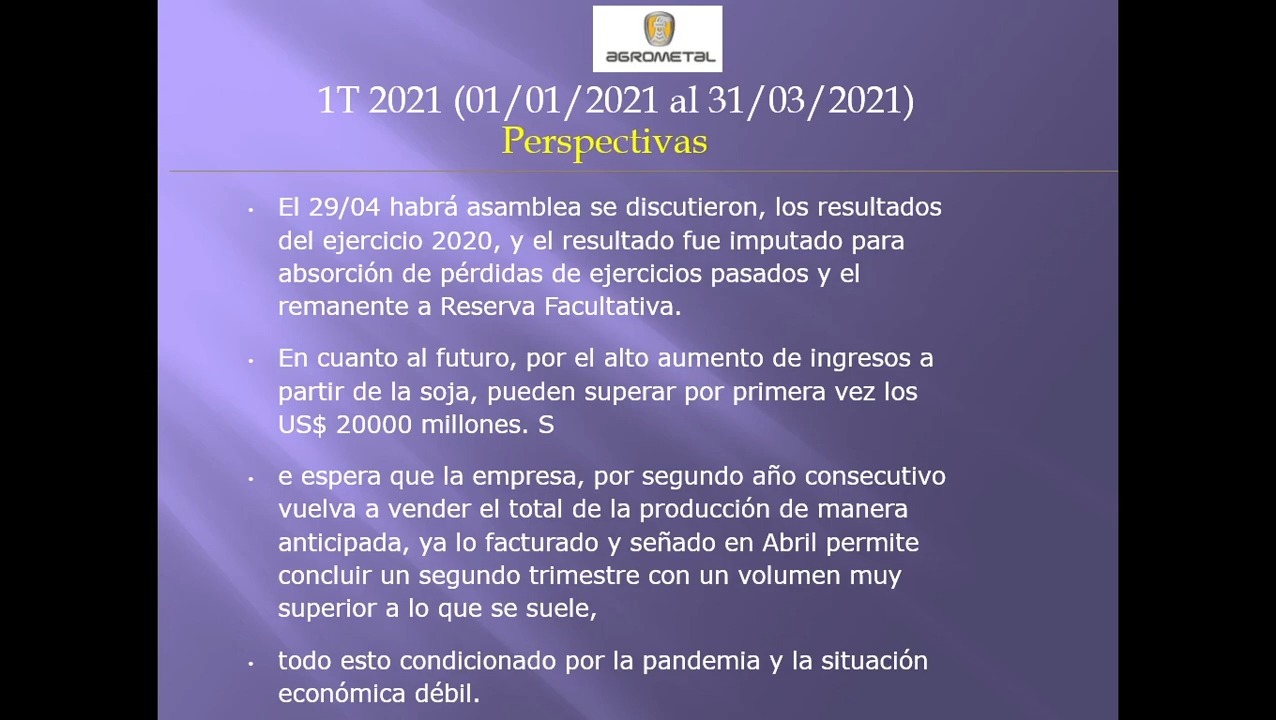 AGROMETAL
1T 2021 (01/01/2021 al 31/03/2021)
Perspectivas
• El 29/04 habrá asamblea se discutieron, los resultados
del ejercicio 2020, y el resultado fue imputado para
absorción de pérdidas de ejercicios pasados y el
remanente a Reserva Facultativa.
• En cuanto al futuro, por el alto aumento de ingresos a
partir de la soja, pueden superar por primera vez los
US$ 20000 millones. S
• e espera que la empresa, por segundo año consecutivo
vuelva a vender el total de la producción de manera
anticipada, ya lo facturado y señado en Abril permite
concluir un segundo trimestre con un volumen muy
superior a lo que se suele,
• todo esto condicionado por la pandemia y la situación
económica débil.